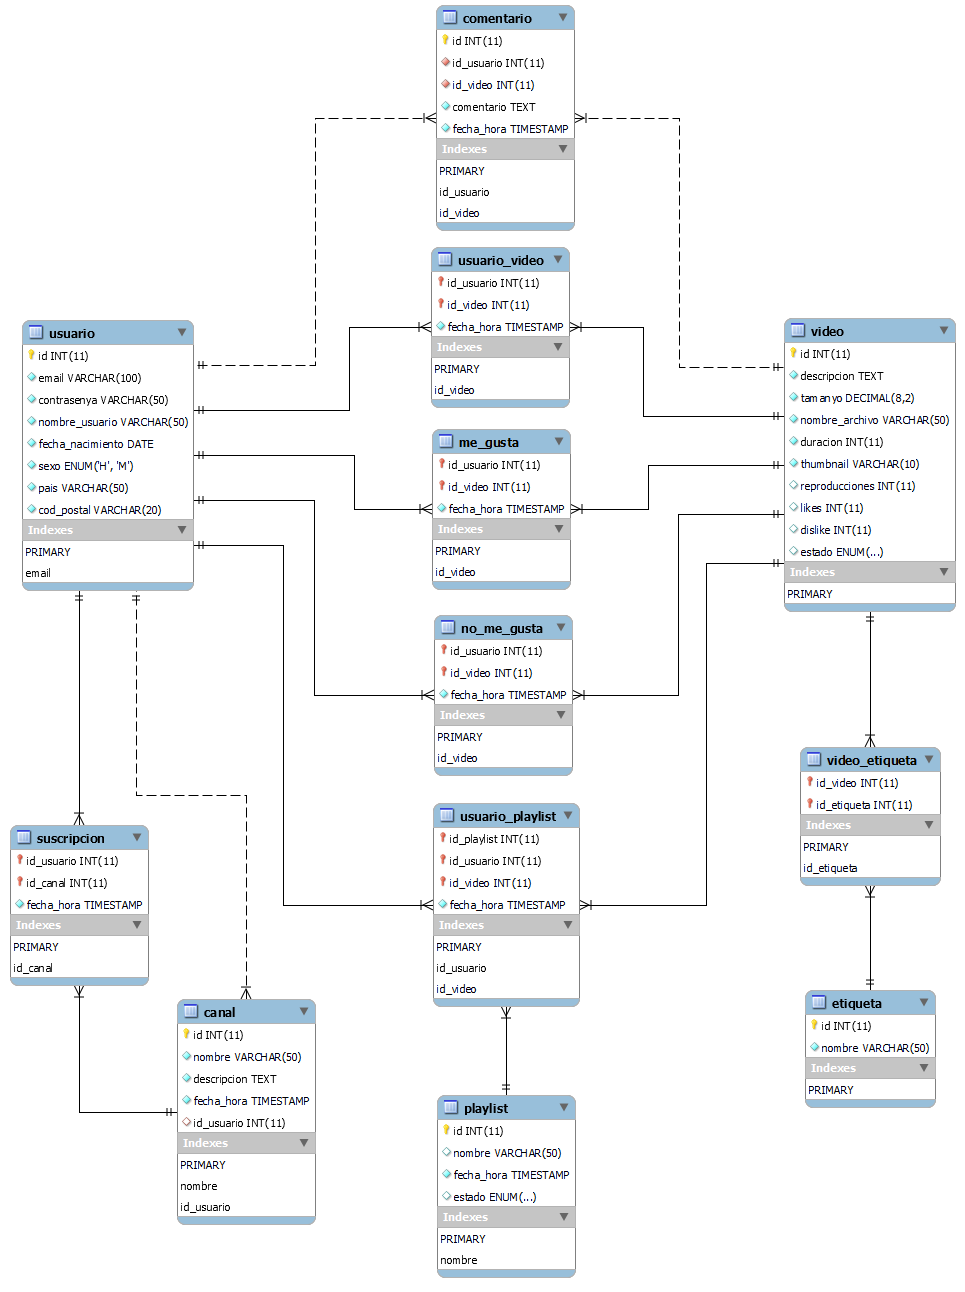 comentario
id INT(11)
id_usuario INT(11)
id_video INT(11)
comentario TEXT
fecha_hora TIMESTAMP
Indexes
PRIMARY
id_usuario
id_video
usuario_video
id_usuario INT(11)
id_video INT(11)
fecha_hora TIMESTAMP
Indexes
PRIMARY
id_video
usuario
id INT(11)
email VARCHAR(100)
contrasenya VARCHAR(50)
nombre_usuario VARCHAR(50)
fecha_nacimiento DATE
sexo ENUM('H', 'M')
pais VARCHAR(50)
cod_postal VARCHAR(20)
Indexes
PRIMARY
email
video
id INT(11)
descripcion TEXT
tamanyo DECIMAL(8,2)
nombre_archivo VARCHAR(50)
duracion INT(11)
thumbnail VARCHAR(10)
reproducciones INT(11)
likes INT(11)
dislike INT(11)
estado ENUM(...)
Indexes
PRIMARY
me_gusta
id_usuario INT(11)
id_video INT(11)
fecha_hora TIMESTAMP
Indexes
PRIMARY
id_video
no_me_gusta
id_usuario INT(11)
id_video INT(11)
fecha_hora TIMESTAMP
Indexes
PRIMARY
id_video
video_etiqueta
id_video INT(11)
id_etiqueta INT(11)
Indexes
PRIMARY
id_etiqueta
usuario_playlist
id_playlist INT(11)
id_usuario INT(11)
id_video INT(11)
fecha_hora TIMESTAMP
Indexes
PRIMARY
id_usuario
id_video
suscripcion
id_usuario INT(11)
id_canal INT(11)
fecha_hora TIMESTAMP
Indexes
PRIMARY
id_canal
canal
id INT(11)
nombre VARCHAR(50)
descripcion TEXT
fecha_hora TIMESTAMP
id_usuario INT(11)
Indexes
PRIMARY
nombre
id_usuario
etiqueta
id INT(11)
nombre VARCHAR(50)
Indexes
PRIMARY
playlist
id INT(11)
nombre VARCHAR(50)
fecha_hora TIMESTAMP
estado ENUM(...)
Indexes
PRIMARY
nombre